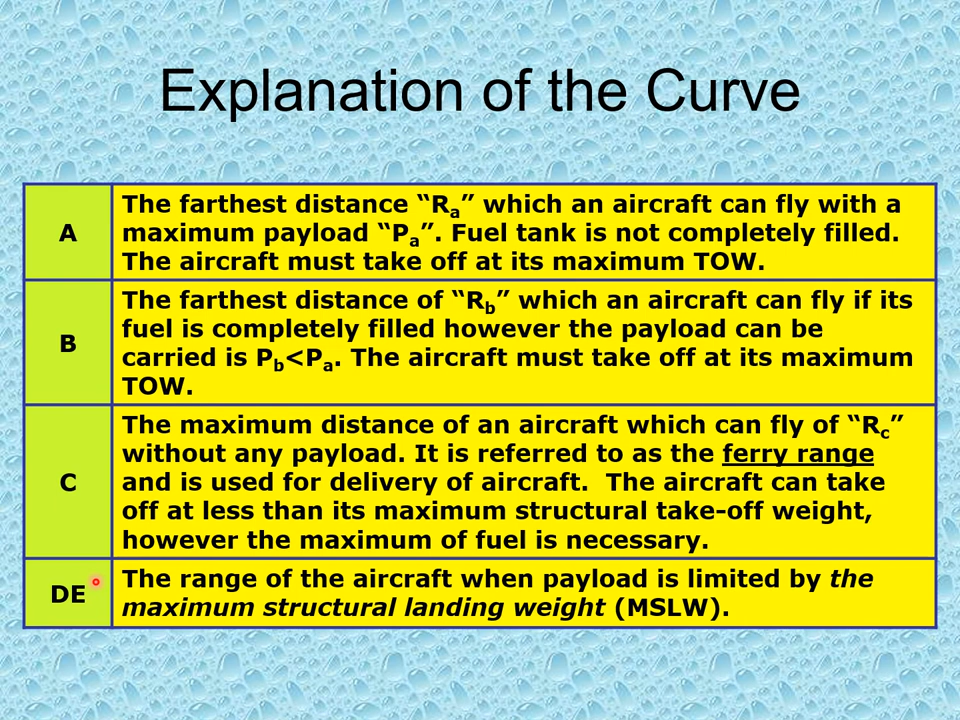 Explanation of the Curve
A
The farthest distance “Ra” which an aircraft can fly with a
maximum payload “Pa”. Fuel tank is not completely filled.
The aircraft must take off at its maximum TOW.
B
The farthest distance of “Rb” which an aircraft can fly if its
fuel is completely filled however the payload can be
carried is Pb<Pa. The aircraft must take off at its maximum
TOW.
C
The maximum distance of an aircraft which can fly of “Rc”
without any payload. It is referred to as the ferry range
and is used for delivery of aircraft. The aircraft can take
off at less than its maximum structural take-off weight,
however the maximum of fuel is necessary.
DE
The range of the aircraft when payload is limited by the
maximum structural landing weight (MSLW).